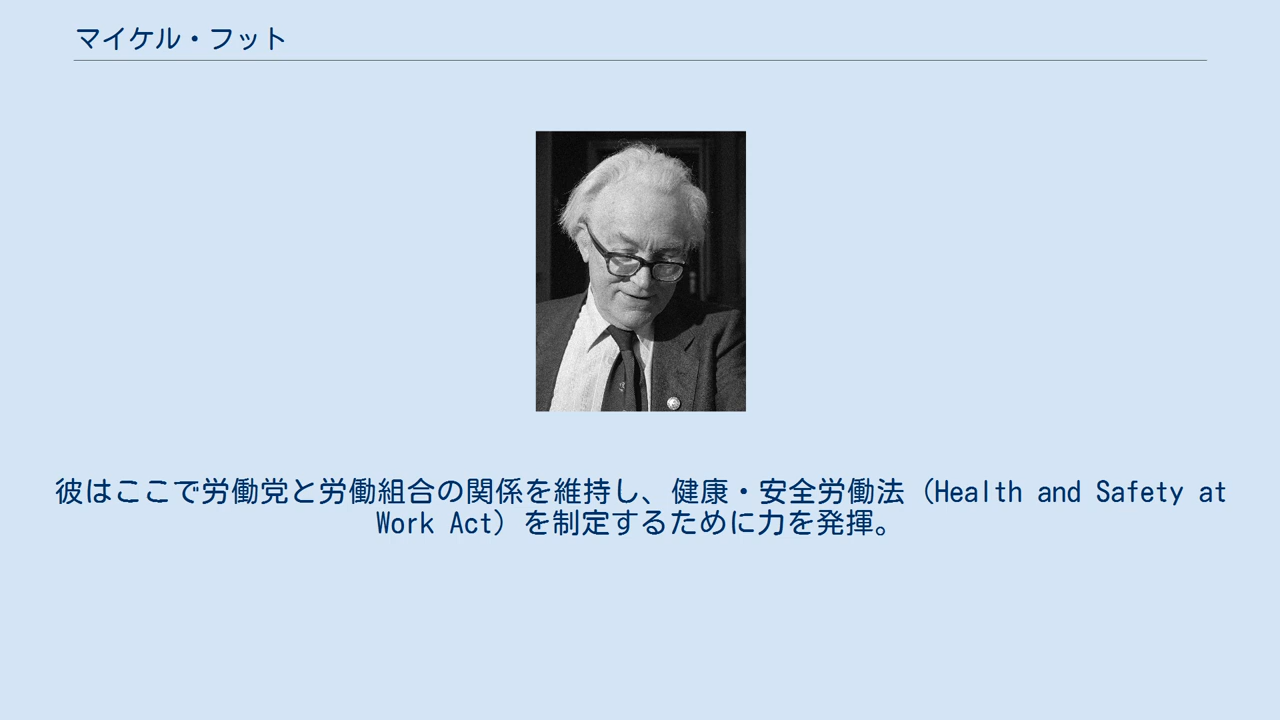 マイケル・フット
彼はここで労働党と労働組合の関係を維持し、健康・安全労働法（Health and Safety at
Work Act）を制定するために力を発揮。